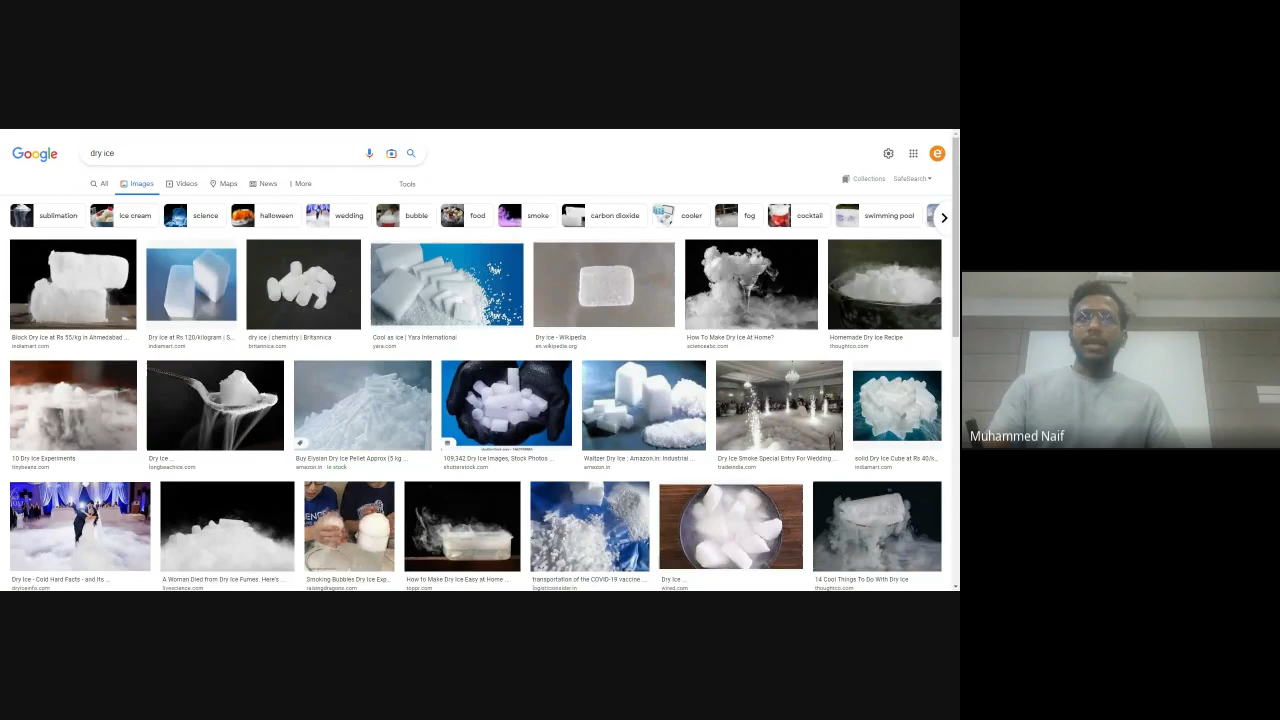 Google
dry ice
All Images Videos Maps News More Tools
Collections SafeSearch
sublimation ice cream science halloween wedding bubble food smoke carbon dioxide cooler fog cocktail swimming pool
Block Dry Ice at Rs 55/kg in Ahmedabad ...
indiamart.com
Dry Ice at Rs 120/kilogram | S...
indiamart.com
dry ice | chemistry | Britannica
britannica.com
Cool as ice | Yara International
yara.com
Dry ice - Wikipedia
en.wikipedia.org
How To Make Dry Ice At Home?
scienceabc.com
Homemade Dry Ice Recipe
thoughtco.com
10 Dry Ice Experiments
tinybeans.com
Dry Ice ...
longbeachice.com
Buy Elysian Dry Ice Pellet Approx (5 kg ...
amazon.in · In stock
109,342 Dry Ice Images, Stock Photos ...
shutterstock.com
Waltzer Dry Ice : Amazon.in: Industrial ...
amazon.in
Dry Ice Smoke Special Entry For Wedding ...
tradeindia.com
solid Dry Ice Cube at Rs 40/k...
indiamart.com
Dry Ice - Cold Hard Facts - and Its ...
dryiceinfo.com
A Woman Died from Dry Ice Fumes. Here's ...
livescience.com
Smoking Bubbles Dry Ice Exp...
raisingdragons.com
How to Make Dry Ice Easy at Home ...
toppr.com
transportation of the COVID-19 vaccine ...
logisticsinsider.in
Dry Ice ...
wired.com
14 Cool Things To Do With Dry Ice
thoughtco.com
Muhammed Naif